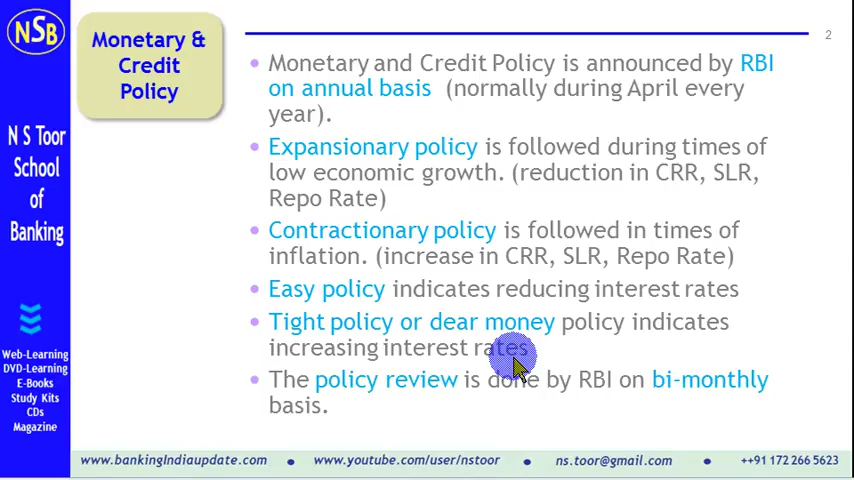 NSB
N S Toor
School
of
Banking
Web-Learning
DVD-Learning
E-Books
Study Kits
CDs
Magazine
Monetary &
Credit
Policy
2
• Monetary and Credit Policy is announced by RBI
on annual basis (normally during April every
year).
• Expansionary policy is followed during times of
low economic growth. (reduction in CRR, SLR,
Repo Rate)
• Contractionary policy is followed in times of
inflation. (increase in CRR, SLR, Repo Rate)
• Easy policy indicates reducing interest rates
• Tight policy or dear money policy indicates
increasing interest rates
• The policy review is done by RBI on bi-monthly
basis.
www.bankingIndiaupdate.com • www.youtube.com/user/nstoor • ns.toor@gmail.com • ++91 172 266 5623